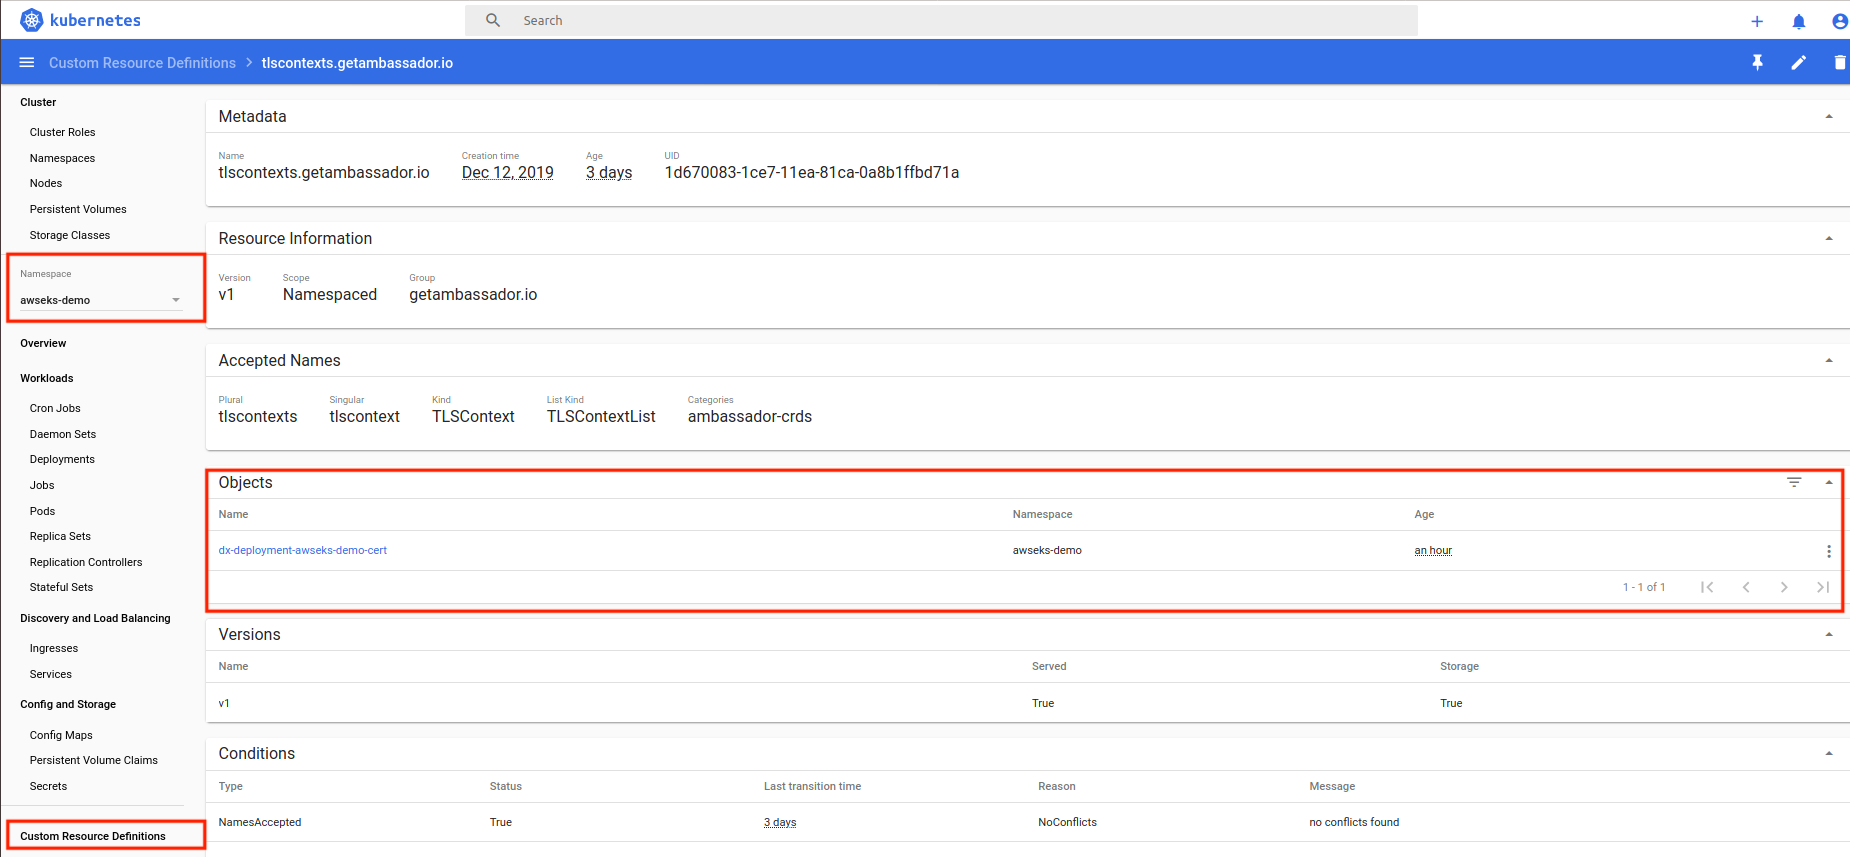 kubernetes
Search
Custom Resource Definitions > tlscontexts.getambassador.io
Cluster
Cluster Roles
Namespaces
Nodes
Persistent Volumes
Storage Classes
Namespace
awseks-demo
Overview
Workloads
Cron Jobs
Daemon Sets
Deployments
Jobs
Pods
Replica Sets
Replication Controllers
Stateful Sets
Discovery and Load Balancing
Ingresses
Services
Config and Storage
Config Maps
Persistent Volume Claims
Secrets
Custom Resource Definitions
Metadata
Name Creation time Age UID
tlscontexts.getambassador.io Dec 12, 2019 3 days 1d670083-1ce7-11ea-81ca-0a8b1ffbd71a
Resource Information
Version Scope Group
v1 Namespaced getambassador.io
Accepted Names
Plural Singular Kind List Kind Categories
tlscontexts tlscontext TLSContext TLSContextList ambassador-crds
Objects
Name Namespace Age
dx-deployment-awseks-demo-cert awseks-demo an hour
1 - 1 of 1
Versions
Name Served Storage
v1 True True
Conditions
Type Status Last transition time Reason Message
NamesAccepted True 3 days NoConflicts no conflicts found